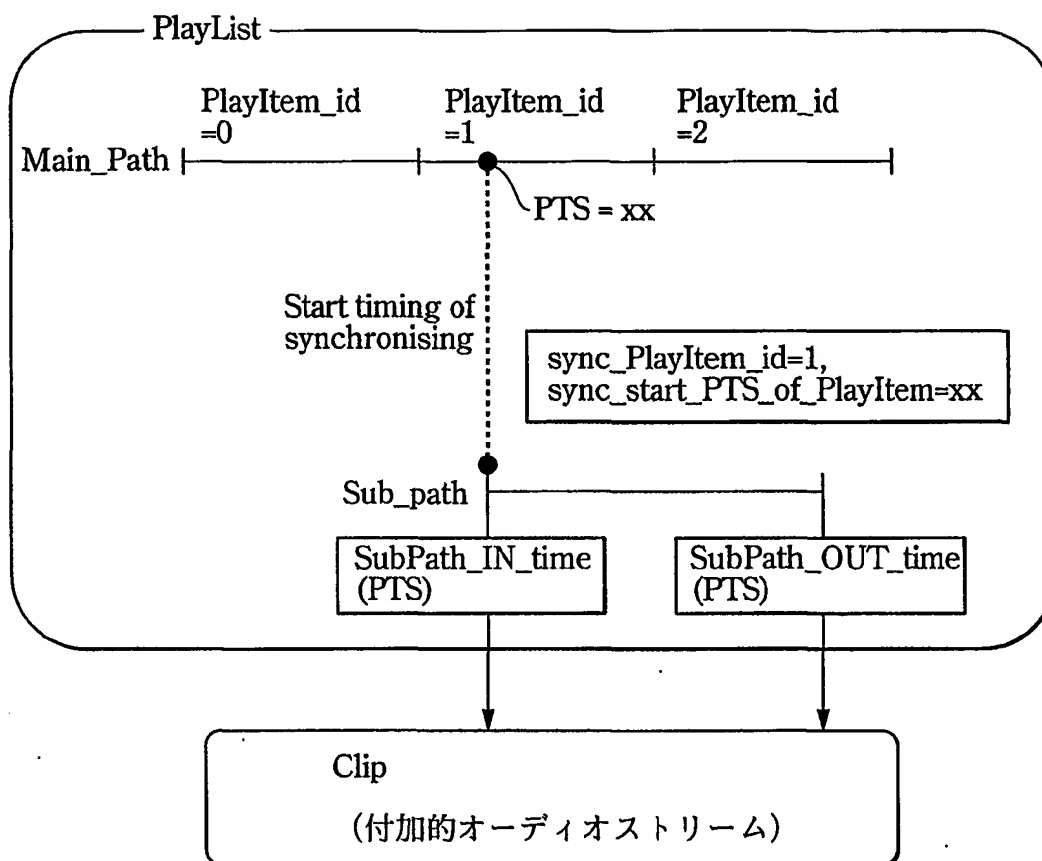 PlayList
PlayItem_id
=0
PlayItem_id
=1
PlayItem_id
=2
Main_Path
PTS = xx
Start timing of
synchronising
sync_PlayItem_id=1,
sync_start_PTS_of_PlayItem=xx
Sub_path
SubPath_IN_time
(PTS)
SubPath_OUT_time
(PTS)
Clip
(付加的オーディオストリーム)